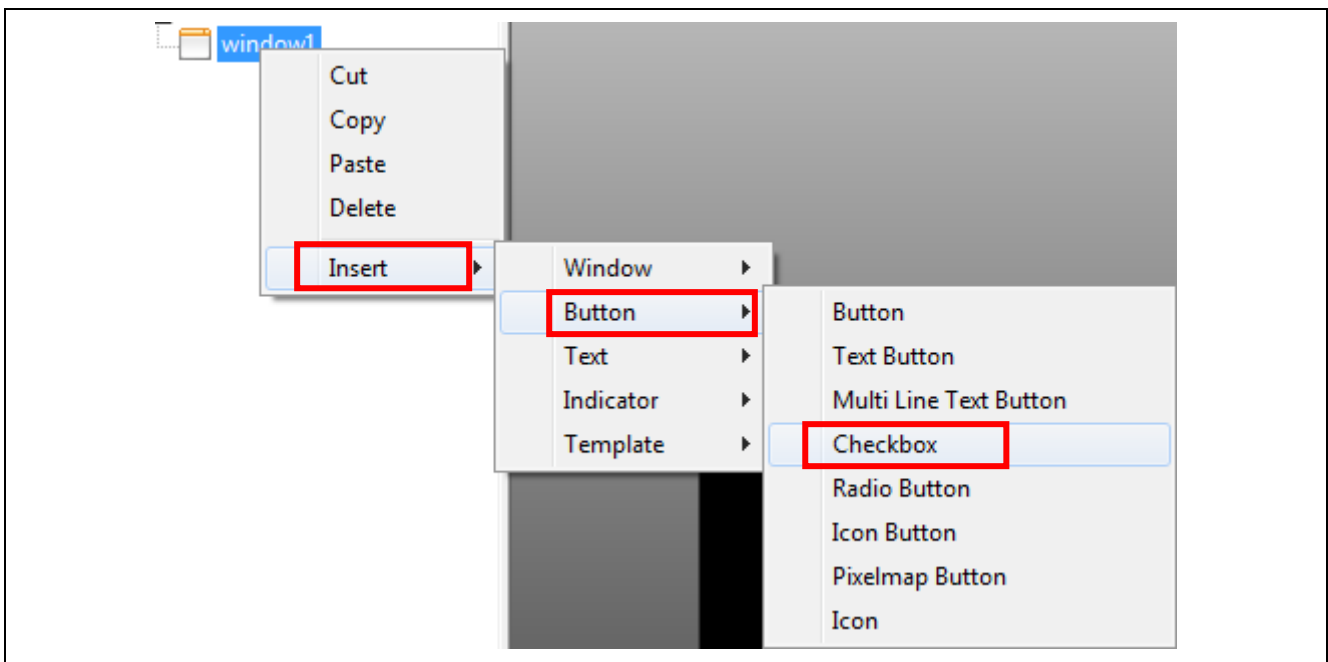 window1
Cut
Copy
Paste
Delete
Insert
Window
Button
Text
Indicator
Template
Button
Text Button
Multi Line Text Button
Checkbox
Radio Button
Icon Button
Pixelmap Button
Icon